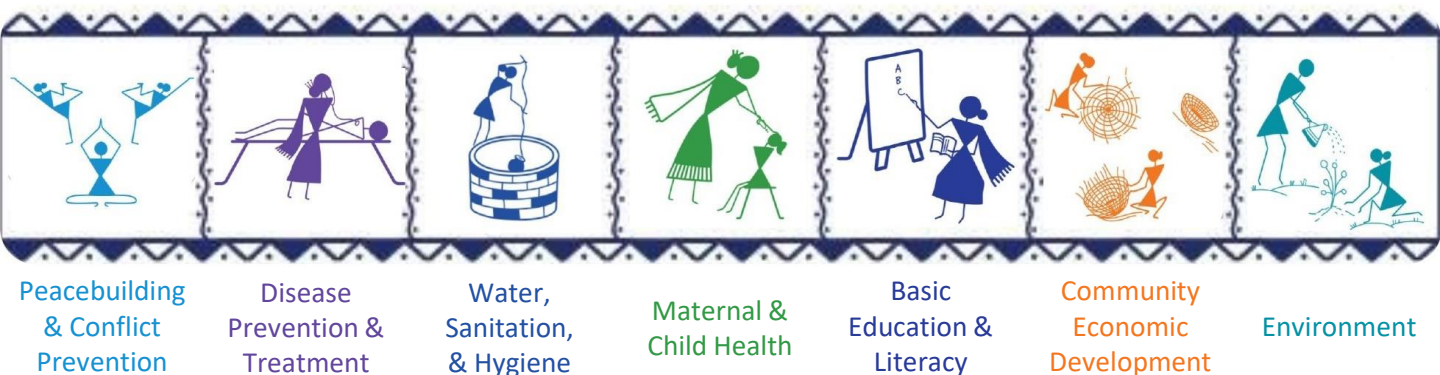 A
B
C
Peacebuilding
& Conflict
Prevention
Disease
Prevention &
Treatment
Water,
Sanitation,
& Hygiene
Maternal &
Child Health
Basic
Education &
Literacy
Community
Economic
Development
Environment